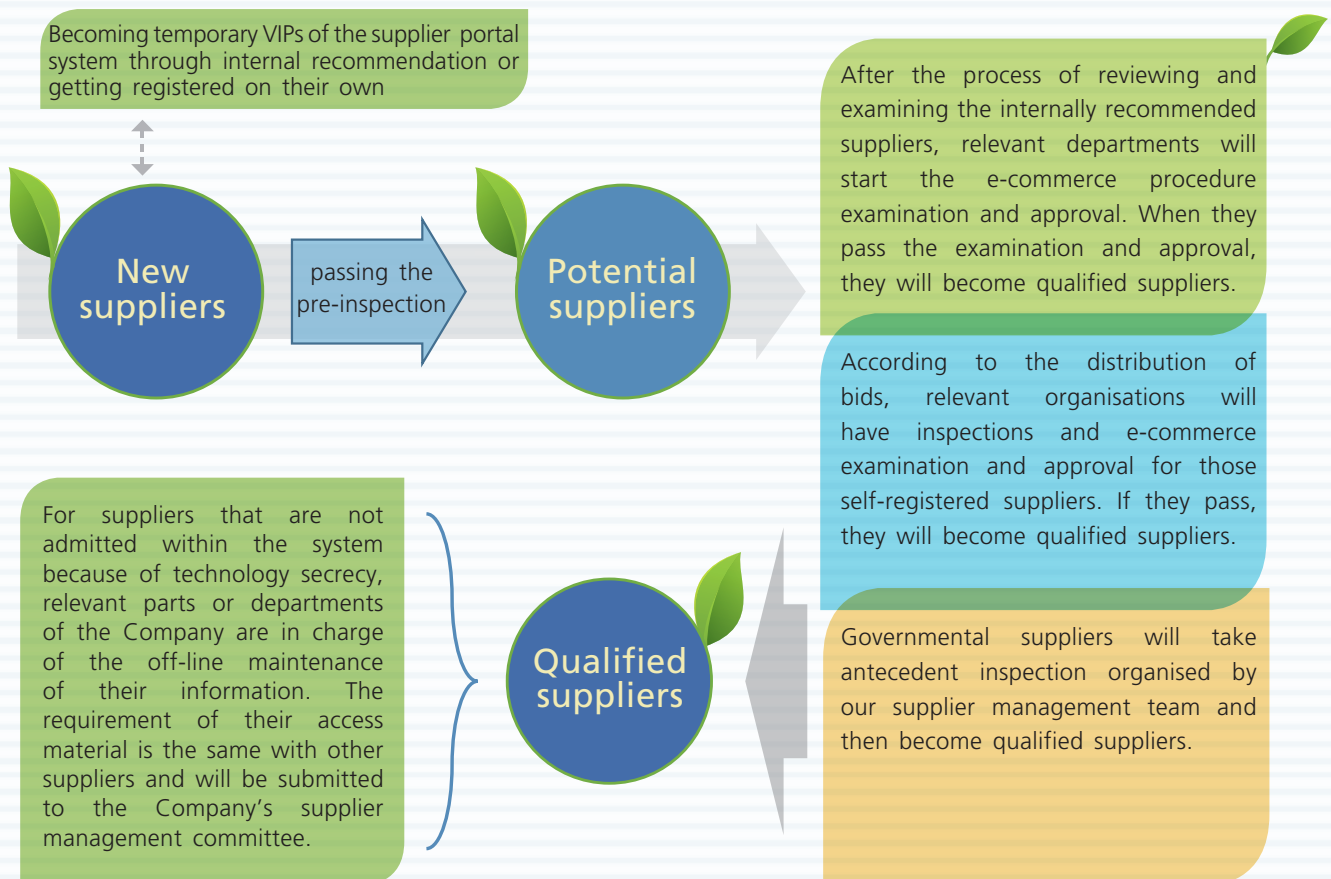 Becoming temporary VIPs of the supplier portal
system through internal recommendation or
getting registered on their own
New
suppliers
passing the
pre-inspection
Potential
suppliers
After the process of reviewing and
examining the internally recommended
suppliers, relevant departments will
start the e-commerce procedure
examination and approval. When they
pass the examination and approval,
they will become qualified suppliers.
According to the distribution of
bids, relevant organisations will
have inspections and e-commerce
examination and approval for those
self-registered suppliers. If they pass,
they will become qualified suppliers.
Governmental suppliers will take
antecedent inspection organised by
our supplier management team and
then become qualified suppliers.
Qualified
suppliers
For suppliers that are not
admitted within the system
because of technology secrecy,
relevant parts or departments
of the Company are in charge
of the off-line maintenance
of their information. The
requirement of their access
material is the same with other
suppliers and will be submitted
to the Company's supplier
management committee.